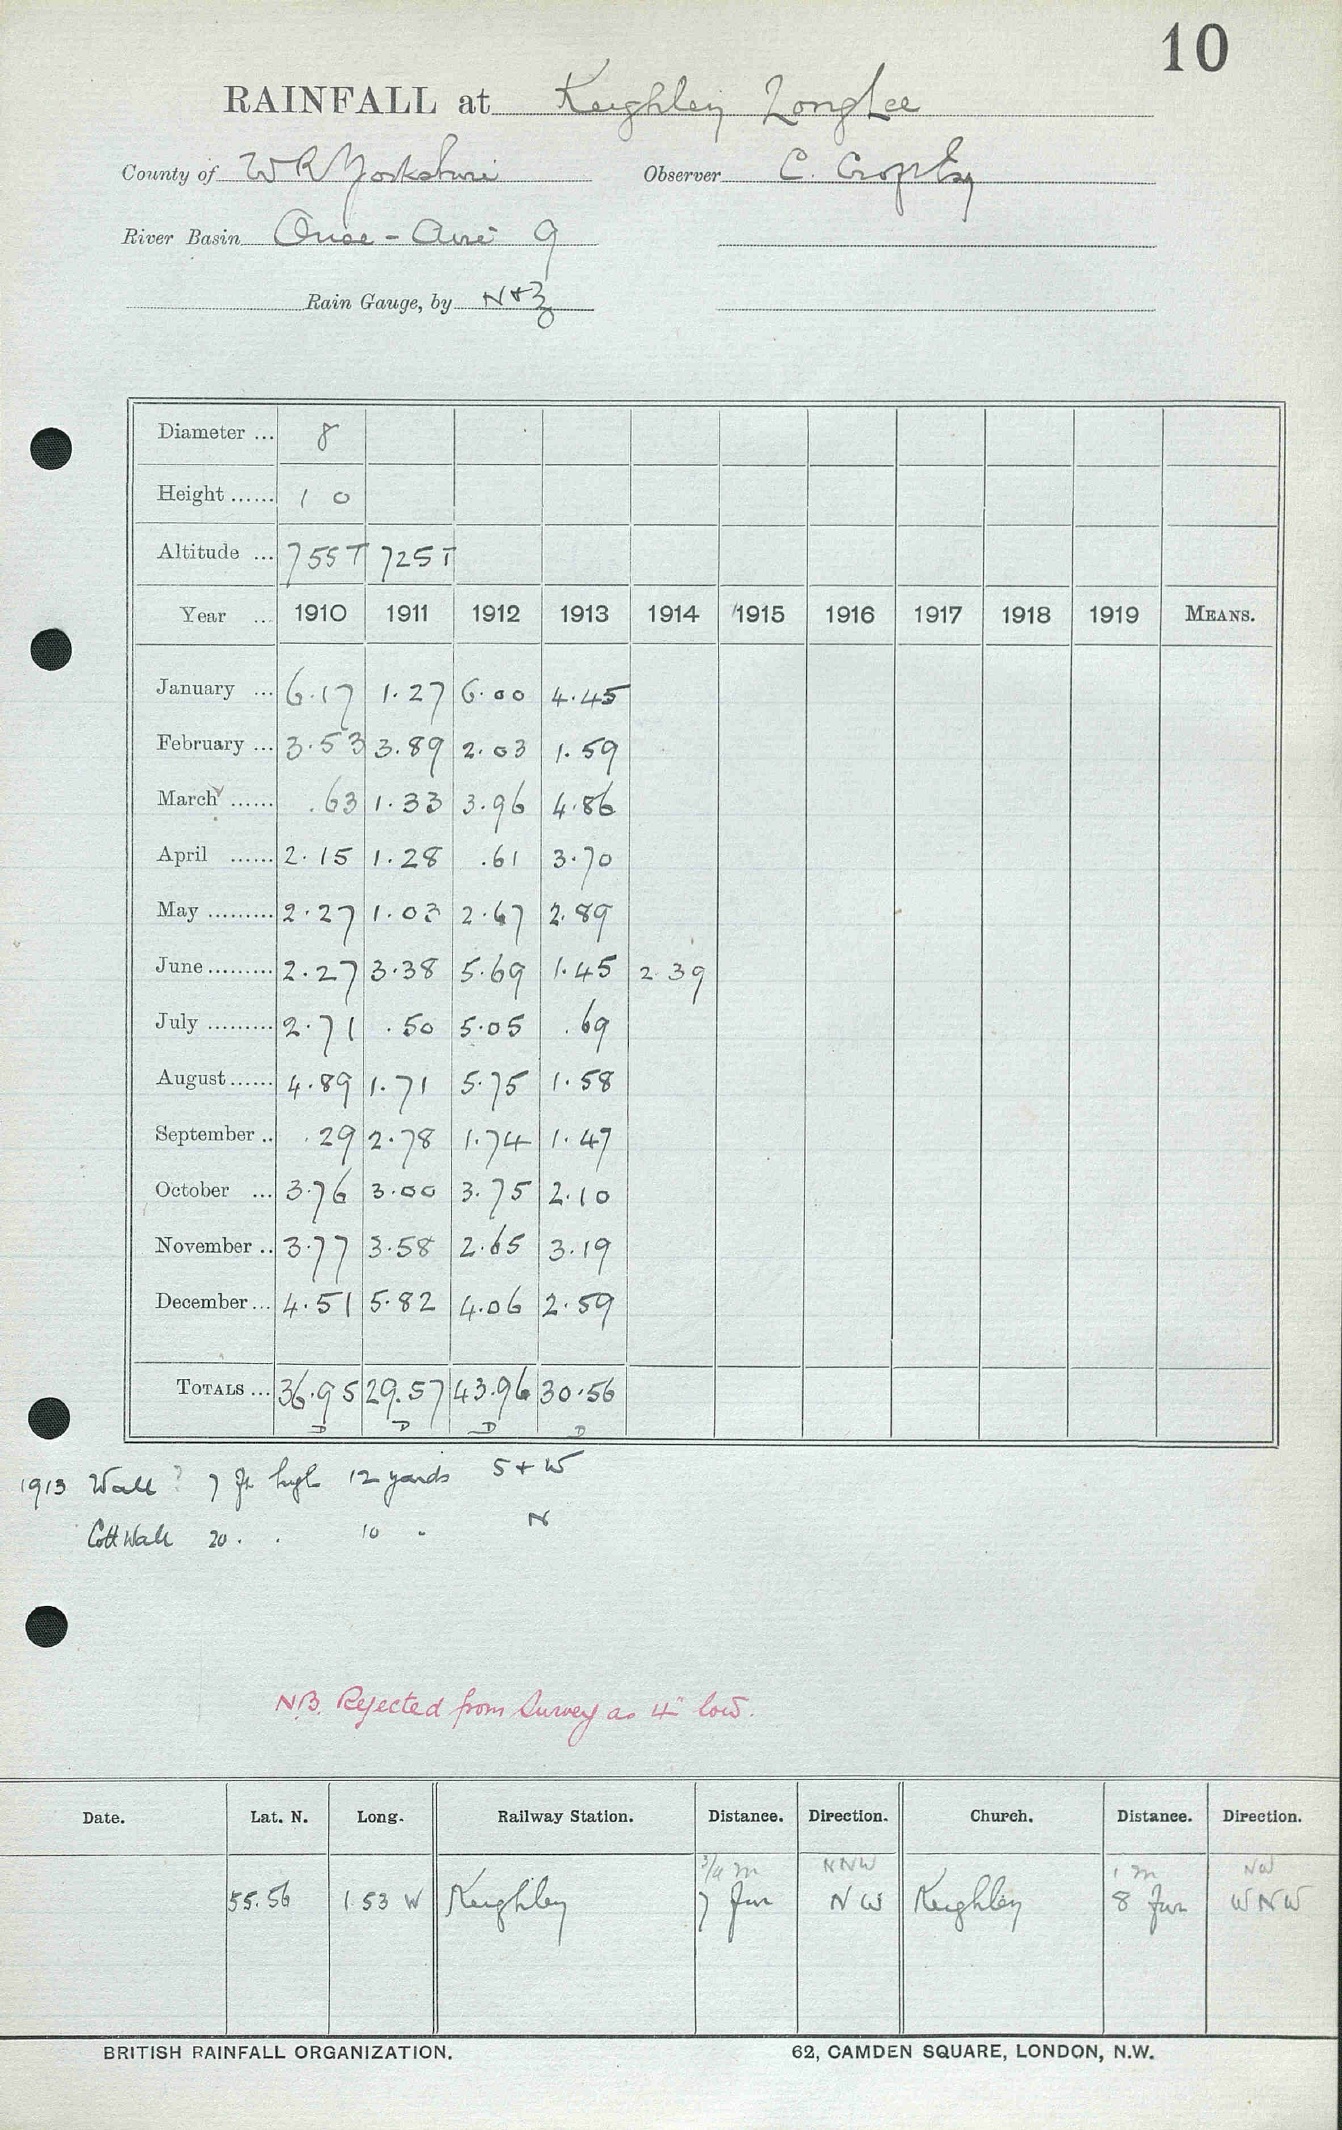 10
RAINFALL at Keighley Long Lee
County of W R Yorkshire Observer C. Cropley
River Basin Ouse - Aire 9
Rain Gauge, by N + Z
Diameter ... 8
Height ...... 1 0
Altitude ... 755 T 725 T
Year ... 1910 1911 1912 1913 1914 1915 1916 1917 1918 1919 MEANS.
January ... 6.17 1.27 6.00 4.45
February ... 3.53 3.89 2.03 1.59
March ...... .63 1.33 3.96 4.86
April ...... 2.15 1.28 .61 3.70
May ......... 2.27 1.03 2.67 2.89
June ......... 2.27 3.38 5.69 1.45 2.39
July ......... 2.71 .50 5.05 .69
August ...... 4.89 1.71 5.75 1.58
September .. .29 2.78 1.74 1.47
October ... 3.76 3.00 3.75 2.10
November .. 3.77 3.58 2.65 3.19
December ... 4.51 5.82 4.06 2.59
TOTALS ... 36.95 29.57 43.96 30.56
D D D D
1913 Wall ? 7 ft high 12 yards S + W
Cott Wall 20 . . 10 . N
N.B. Rejected from Survey as 4" low.
Date. Lat. N. Long. Railway Station. Distance. Direction. Church. Distance. Direction.
3/4 m NNW 1 m NW
55.56 1.53 W Keighley 7 fur NW Keighley 8 fur WNW
BRITISH RAINFALL ORGANIZATION. 62, CAMDEN SQUARE, LONDON, N.W.